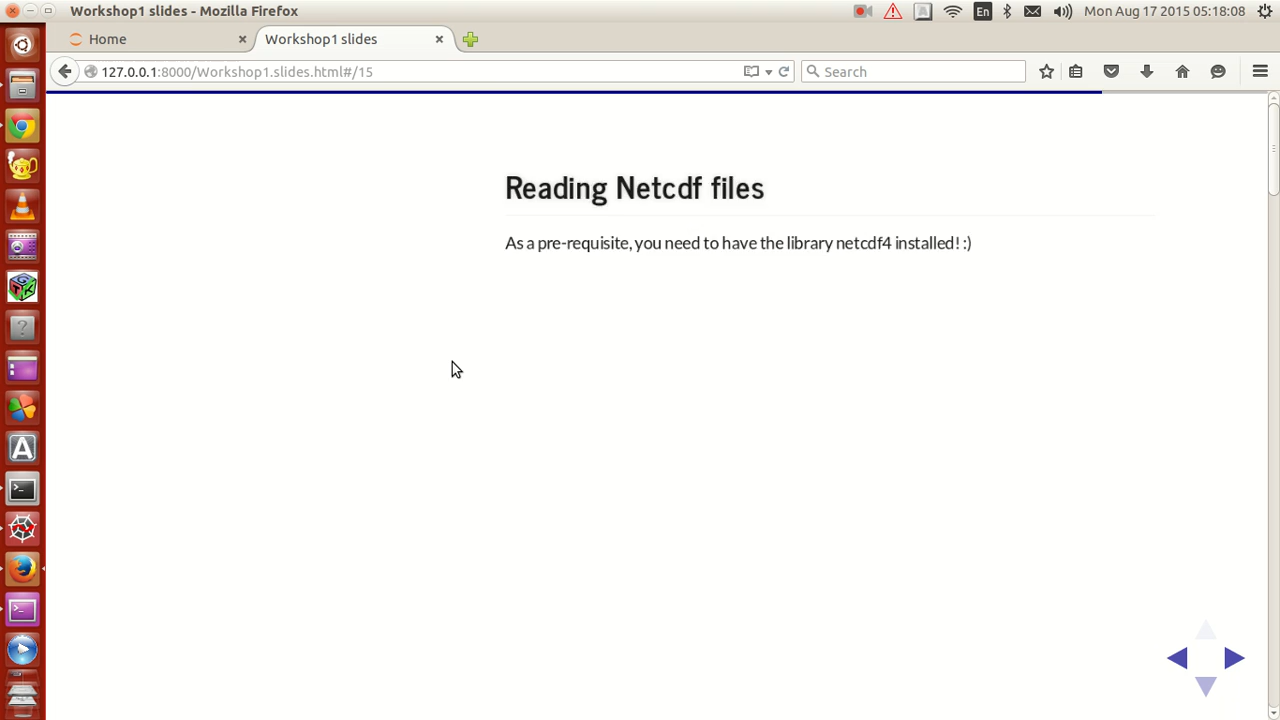 Workshop1 slides - Mozilla Firefox
En
Mon Aug 17 2015 05:18:08
Home
Workshop1 slides
127.0.0.1:8000/Workshop1.slides.html#/15
Search
Reading Netcdf files
As a pre-requisite, you need to have the library netcdf4 installed! :)